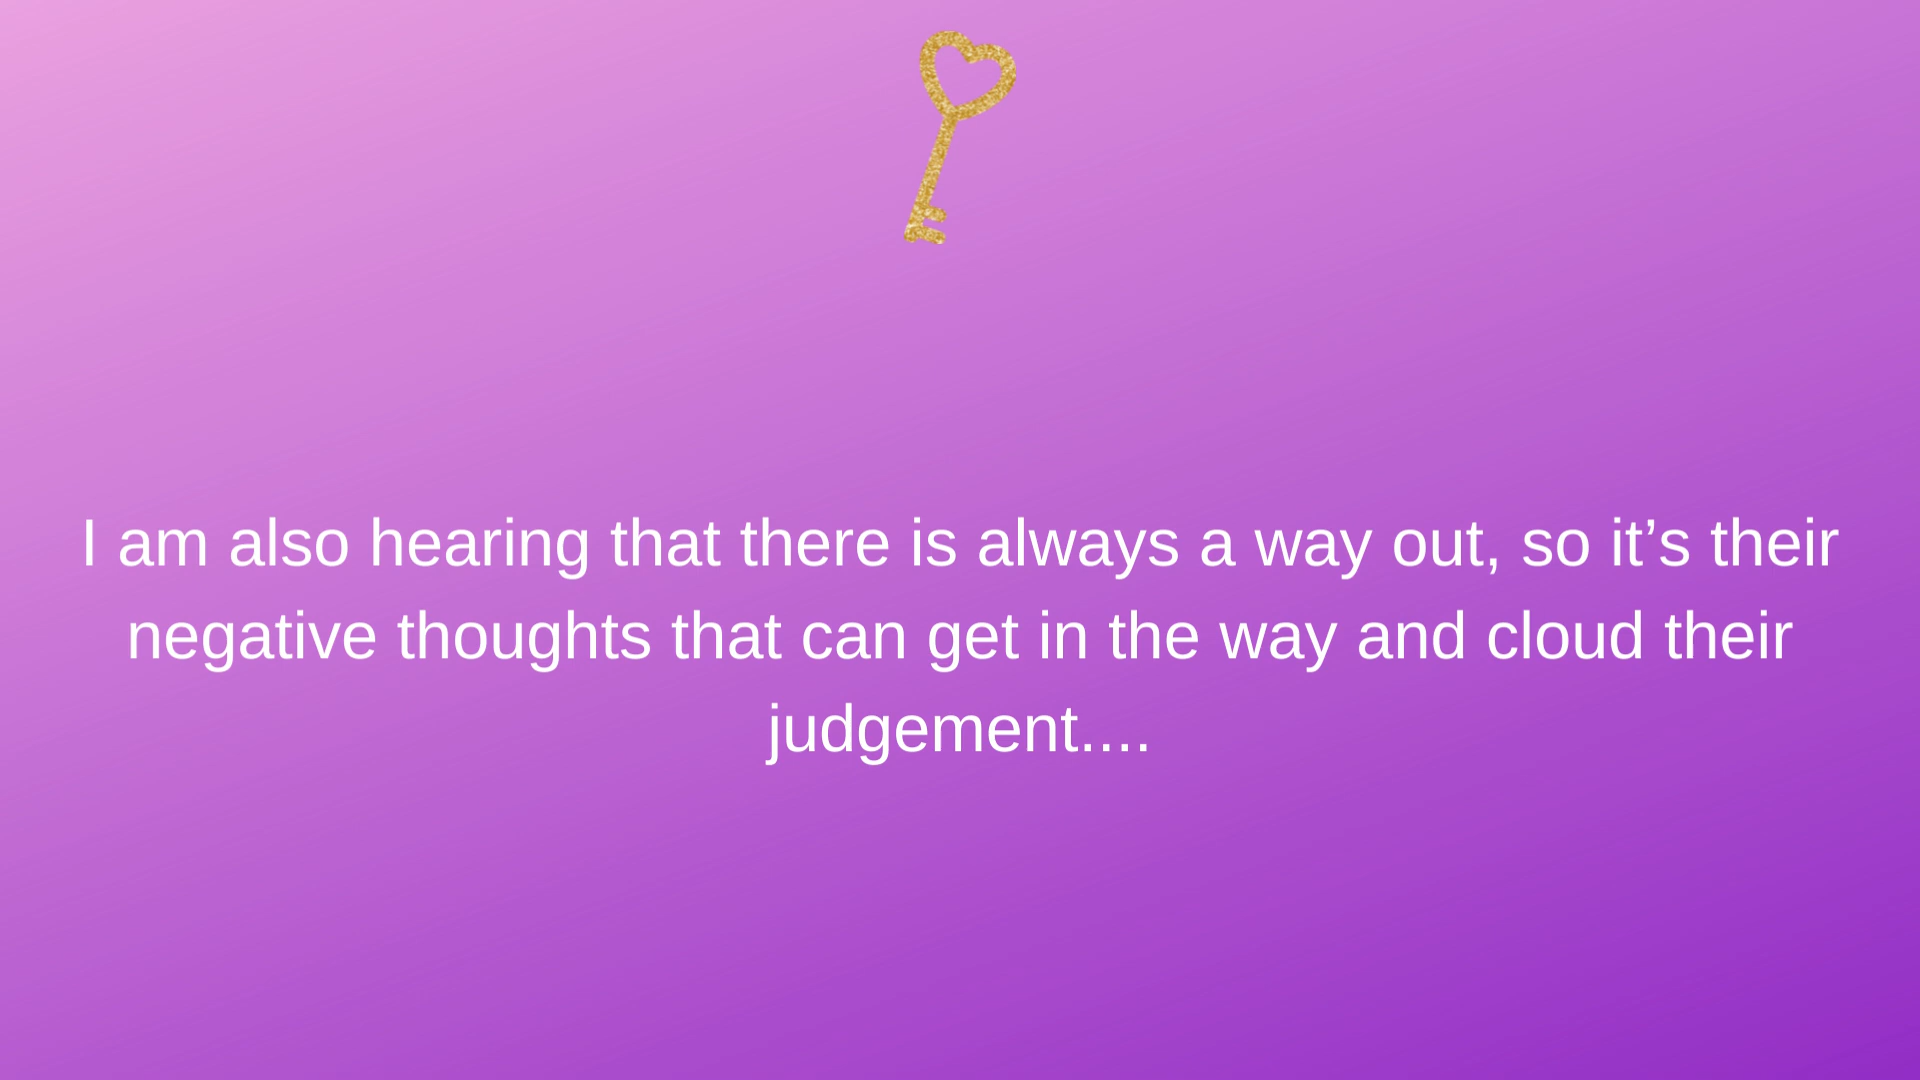 I am also hearing that there is always a way out, so it’s their
negative thoughts that can get in the way and cloud their
judgement....